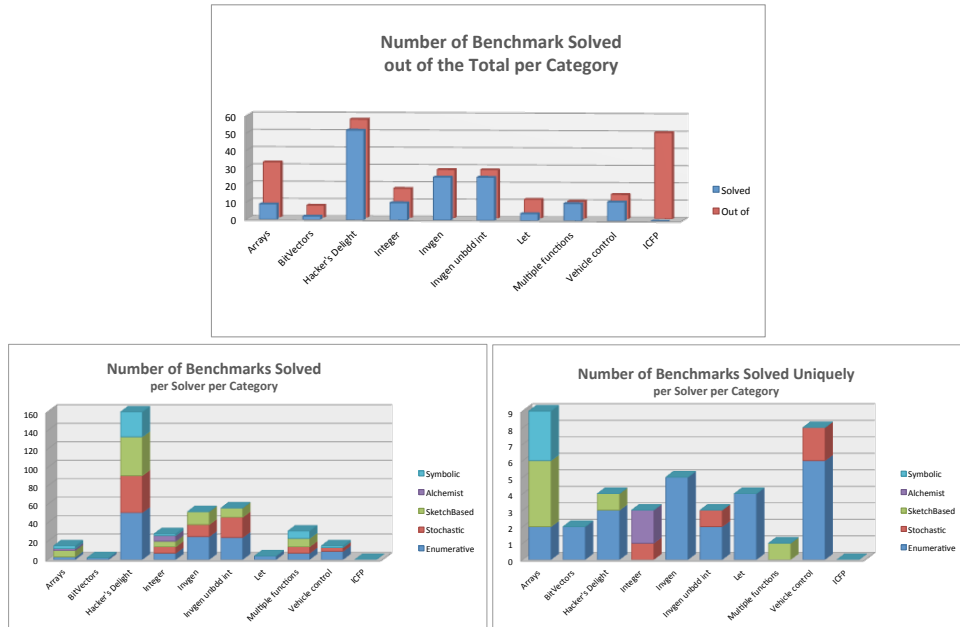 Number of Benchmark Solved
out of the Total per Category
60
50
40
30
20
10
0
Arrays
BitVectors
Hacker's Delight
Integer
Invgen
Invgen unbdd int
Let
Multiple functions
Vehicle control
ICFP
Solved
Out of
Number of Benchmarks Solved
per Solver per Category
160
140
120
100
80
60
40
20
0
Arrays
BitVectors
Hacker's Delight
Integer
Invgen
Invgen unbdd int
Let
Multiple functions
Vehicle control
ICFP
Symbolic
Alchemist
SketchBased
Stochastic
Enumerative
Number of Benchmarks Solved Uniquely
per Solver per Category
9
8
7
6
5
4
3
2
1
0
Arrays
BitVectors
Hacker's Delight
Integer
Invgen
Invgen unbdd int
Let
Multiple functions
Vehicle control
ICFP
Symbolic
Alchemist
SketchBased
Stochastic
Enumerative